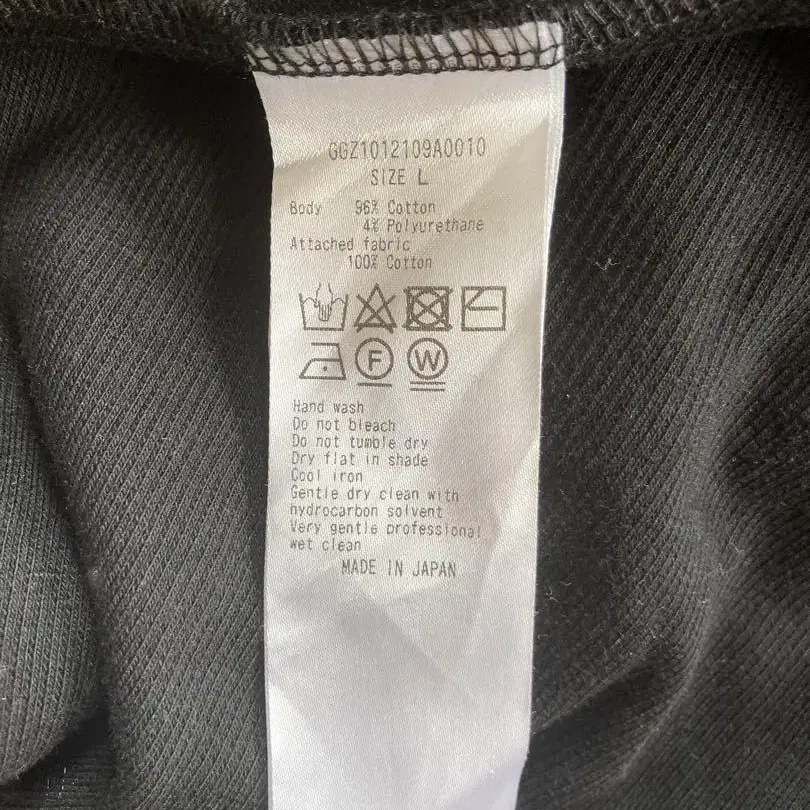 GGZ1012109A0010
SIZE L
Body 96% Cotton
4% Polyurethane
Attached fabric
100% Cotton
F W
Hand wash
Do not bleach
Do not tumble dry
Dry flat in shade
Cool iron
Gentle dry clean with
hydrocarbon solvent
Very gentle professional
wet clean
MADE IN JAPAN